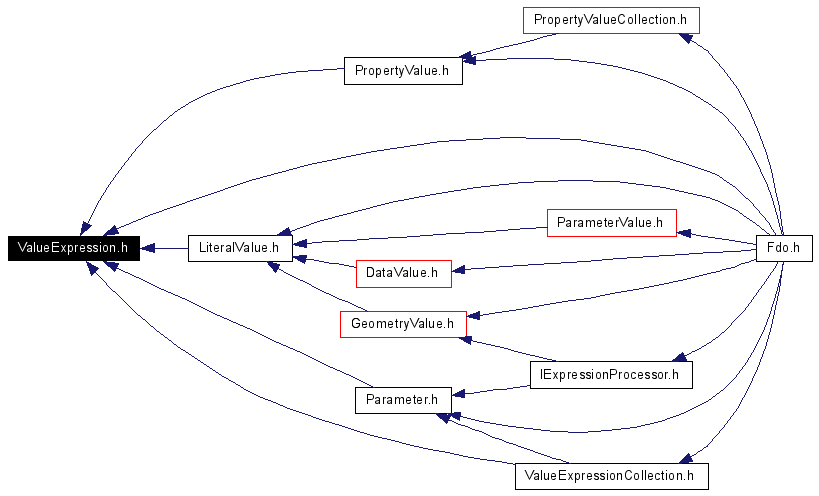 PropertyValueCollection.h
PropertyValue.h
ParameterValue.h
ValueExpression.h
LiteralValue.h
Fdo.h
DataValue.h
GeometryValue.h
IExpressionProcessor.h
Parameter.h
ValueExpressionCollection.h